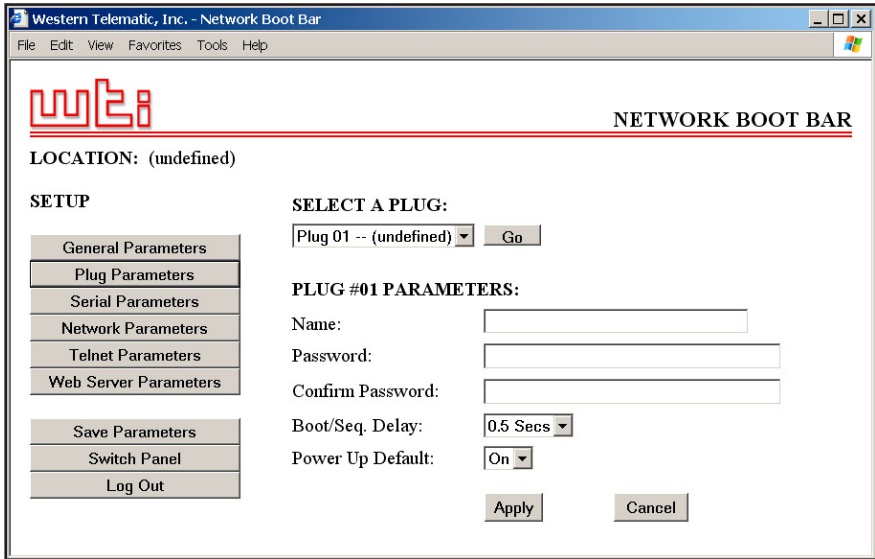 Western Telematic, Inc. - Network Boot Bar
File Edit View Favorites Tools Help
wti
NETWORK BOOT BAR
LOCATION: (undefined)
SETUP
General Parameters
Plug Parameters
Serial Parameters
Network Parameters
Telnet Parameters
Web Server Parameters
Save Parameters
Switch Panel
Log Out
SELECT A PLUG:
Plug 01 -- (undefined) Go
PLUG #01 PARAMETERS:
Name:
Password:
Confirm Password:
Boot/Seq. Delay: 0.5 Secs
Power Up Default: On
Apply Cancel